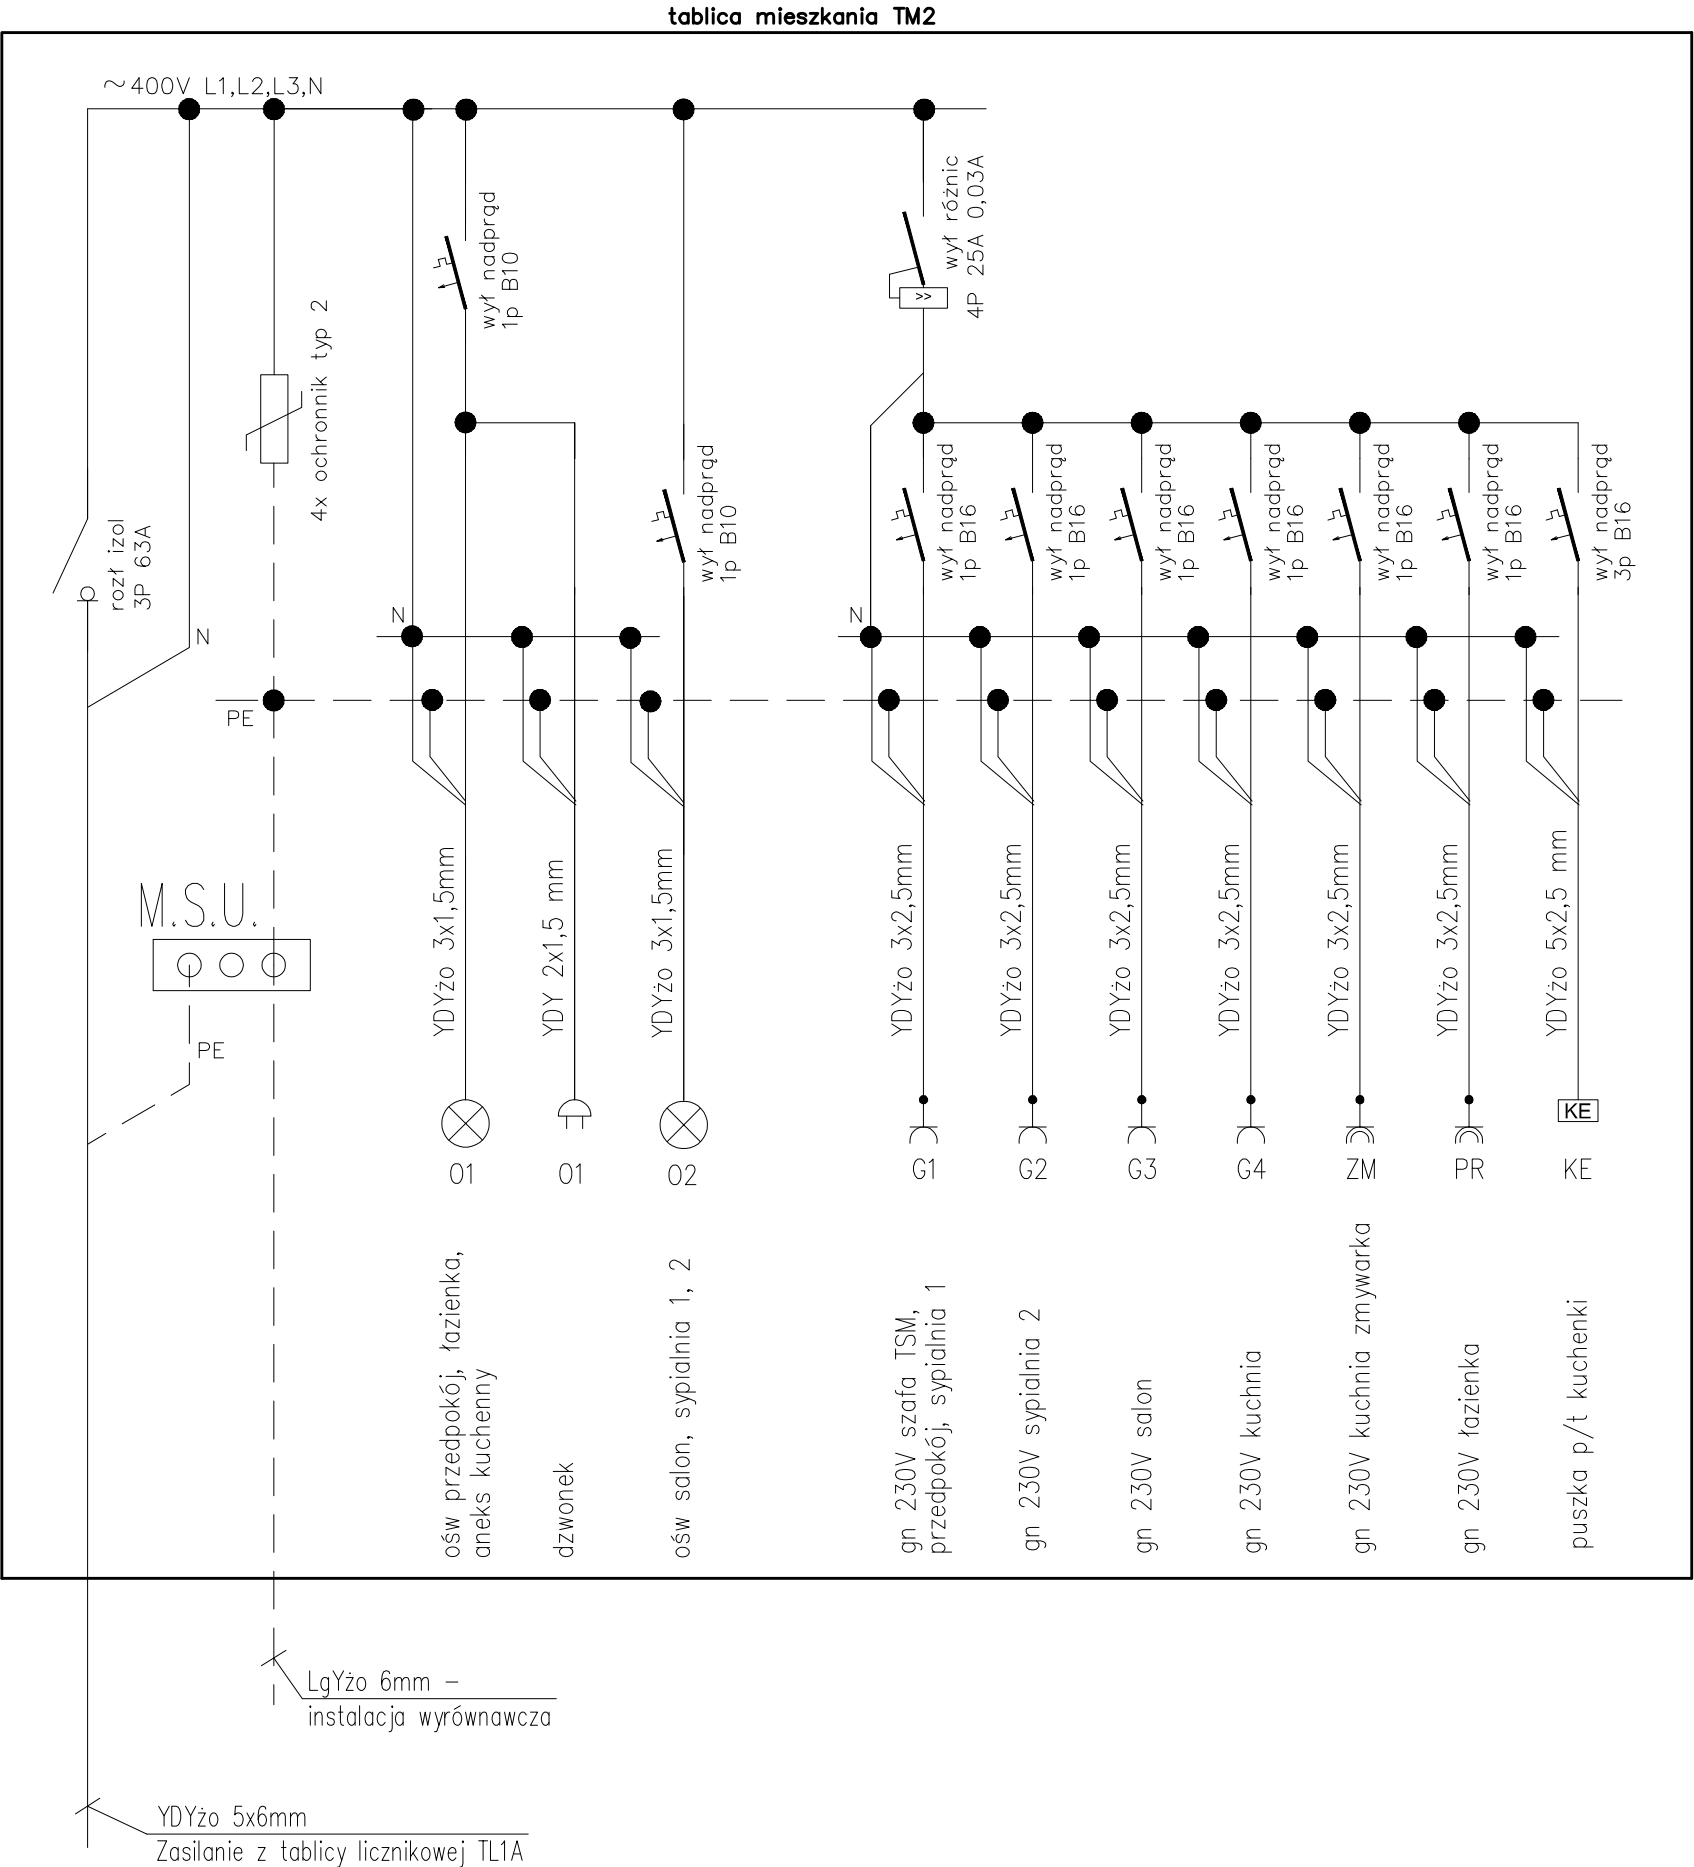 tablica mieszkania TM2
~400V L1,L2,L3,N
rozł izol
3P 63A
N
4x ochronnik typ 2
wył nadprąd
1p B10
wył nadprąd
1p B10
wył różnic
4P 25A 0,03A
>>
wył nadprąd
1p B16
wył nadprąd
1p B16
wył nadprąd
1p B16
wył nadprąd
1p B16
wył nadprąd
1p B16
wył nadprąd
1p B16
wył nadprąd
3p B16
N
N
PE
M.S.U.
PE
YDYżo 3x1,5mm
YDY 2x1,5 mm
YDYżo 3x1,5mm
YDYżo 3x2,5mm
YDYżo 3x2,5mm
YDYżo 3x2,5mm
YDYżo 3x2,5mm
YDYżo 3x2,5mm
YDYżo 3x2,5mm
YDYżo 5x2,5 mm
KE
O1
O1
O2
G1
G2
G3
G4
ZM
PR
KE
ośw przedpokój, łazienka,
aneks kuchenny
dzwonek
ośw salon, sypialnia 1, 2
gn 230V szafa TSM,
przedpokój, sypialnia 1
gn 230V sypialnia 2
gn 230V salon
gn 230V kuchnia
gn 230V kuchnia zmywarka
gn 230V łazienka
puszka p/t kuchenki
LgYżo 6mm –
instalacja wyrównawcza
YDYżo 5x6mm
Zasilanie z tablicy licznikowej TL1A